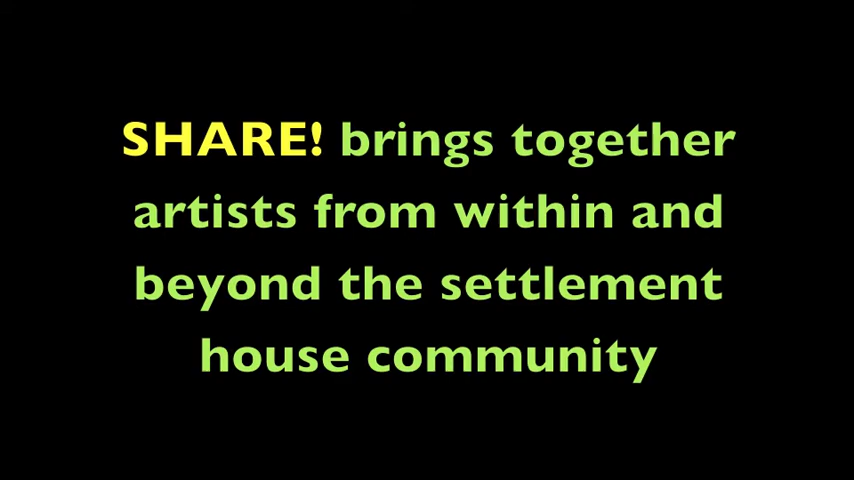 SHARE! brings together
artists from within and
beyond the settlement
house community